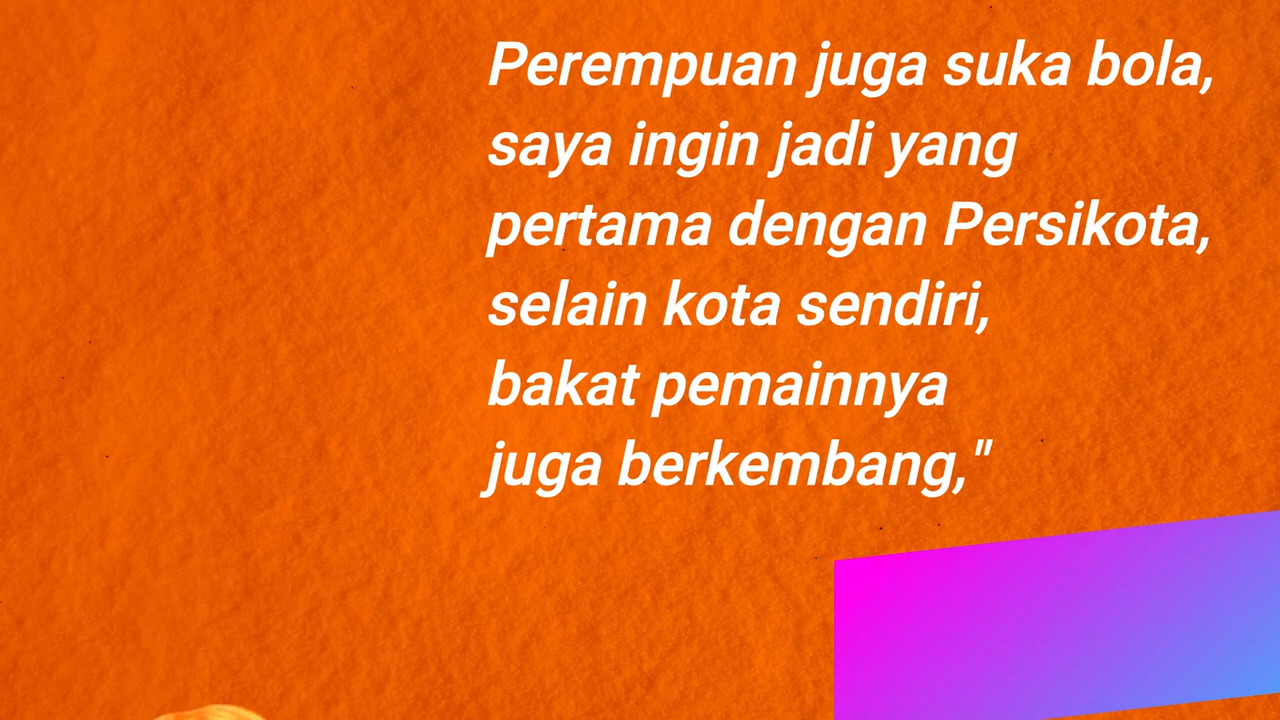 Perempuan juga suka bola,
saya ingin jadi yang
pertama dengan Persikota,
selain kota sendiri,
bakat pemainnya
juga berkembang,"